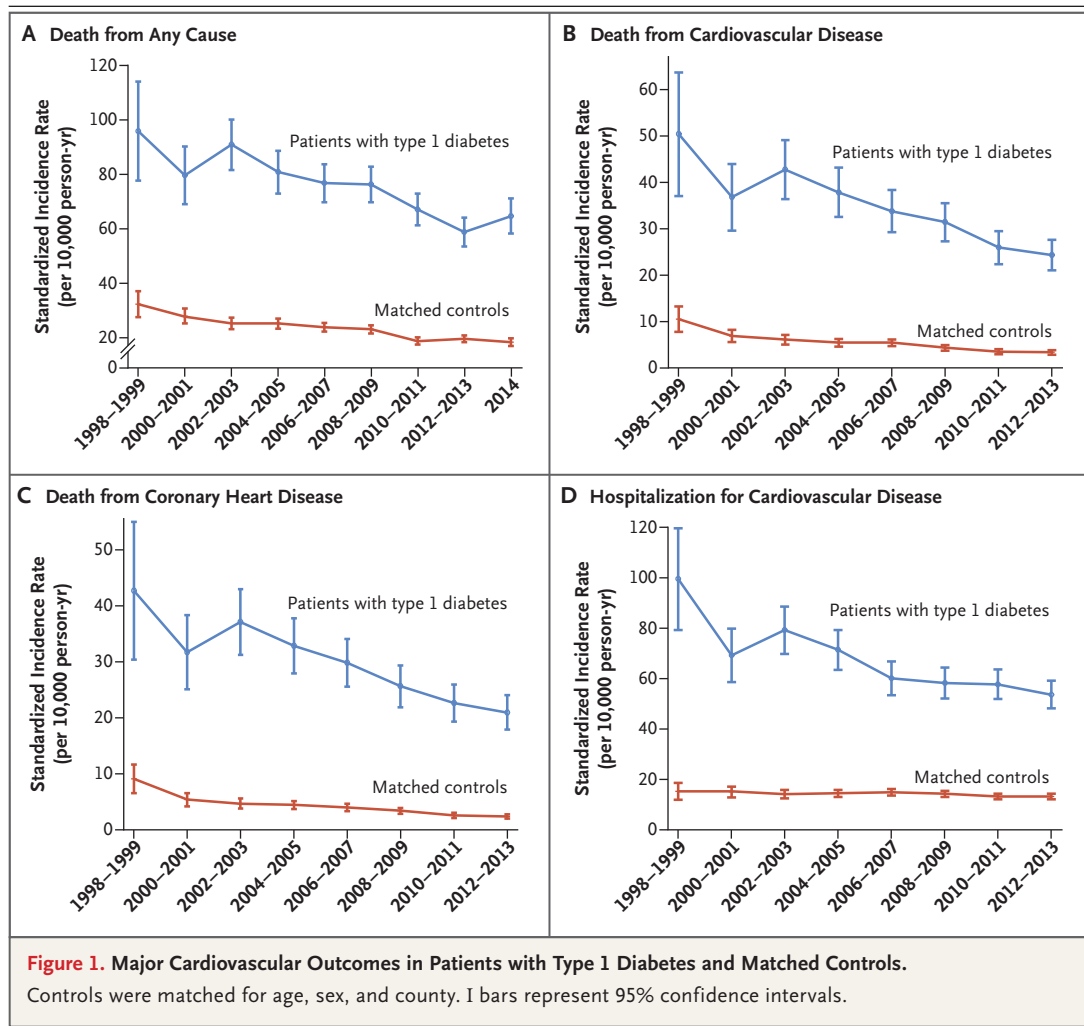 A Death from Any Cause
Standardized Incidence Rate
(per 10,000 person-yr)
120
100
80
60
40
20
0
Patients with type 1 diabetes
Matched controls
1998–1999
2000–2001
2002–2003
2004–2005
2006–2007
2008–2009
2010–2011
2012–2013
2014
B Death from Cardiovascular Disease
Standardized Incidence Rate
(per 10,000 person-yr)
60
50
40
30
20
10
0
Patients with type 1 diabetes
Matched controls
1998–1999
2000–2001
2002–2003
2004–2005
2006–2007
2008–2009
2010–2011
2012–2013
C Death from Coronary Heart Disease
Standardized Incidence Rate
(per 10,000 person-yr)
50
40
30
20
10
0
Patients with type 1 diabetes
Matched controls
1998–1999
2000–2001
2002–2003
2004–2005
2006–2007
2008–2009
2010–2011
2012–2013
D Hospitalization for Cardiovascular Disease
Standardized Incidence Rate
(per 10,000 person-yr)
120
100
80
60
40
20
0
Patients with type 1 diabetes
Matched controls
1998–1999
2000–2001
2002–2003
2004–2005
2006–2007
2008–2009
2010–2011
2012–2013
Figure 1. Major Cardiovascular Outcomes in Patients with Type 1 Diabetes and Matched Controls.
Controls were matched for age, sex, and county. I bars represent 95% confidence intervals.